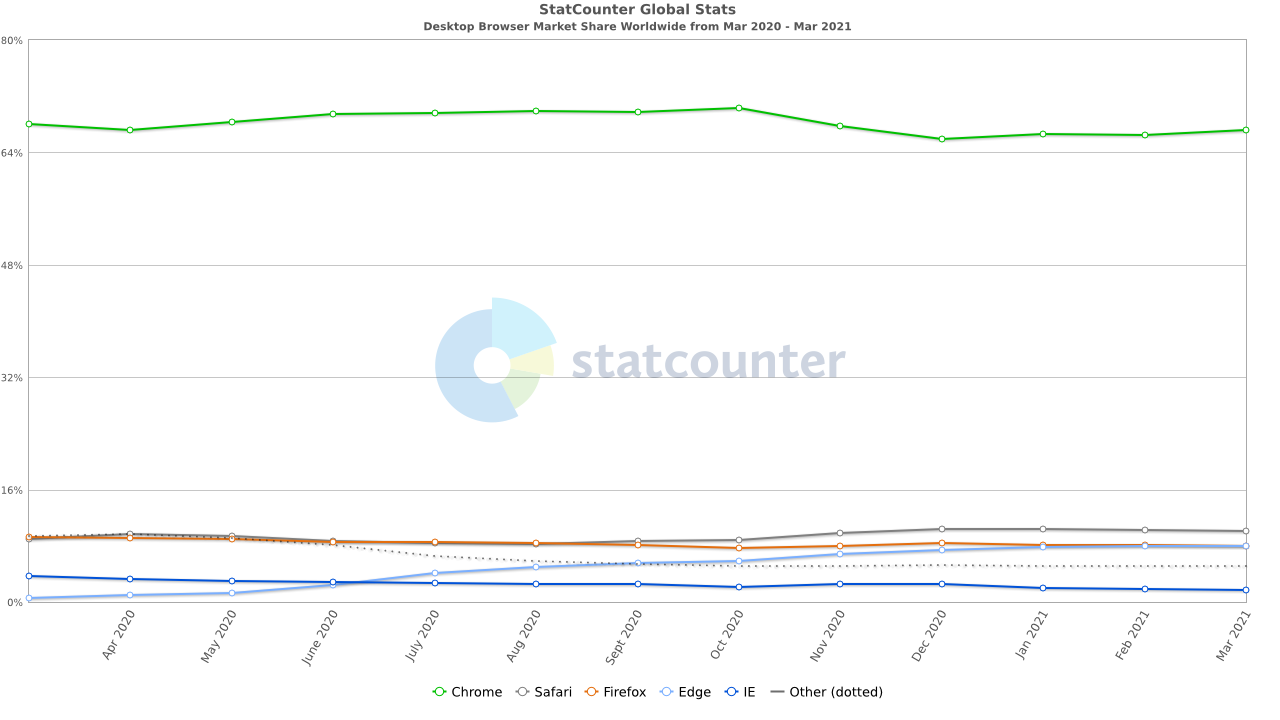 StatCounter Global Stats
Desktop Browser Market Share Worldwide from Mar 2020 - Mar 2021
80%
64%
48%
32%
16%
0%
statcounter
Apr 2020
May 2020
June 2020
July 2020
Aug 2020
Sept 2020
Oct 2020
Nov 2020
Dec 2020
Jan 2021
Feb 2021
Mar 2021
Chrome Safari Firefox Edge IE Other (dotted)